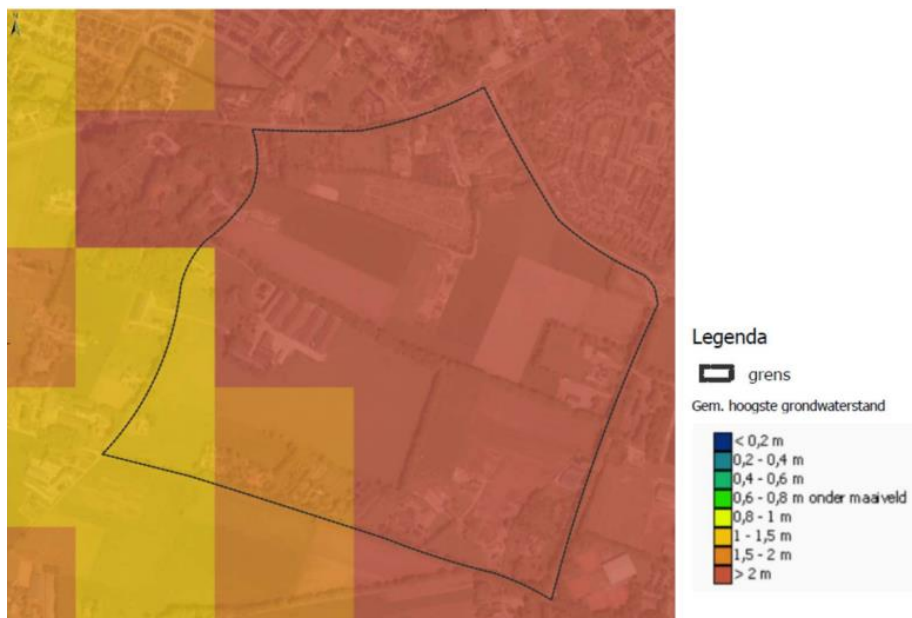 N
Legenda
grens
Gem. hoogste grondwaterstand
< 0,2 m
0,2 - 0,4 m
0,4 - 0,6 m
0,6 - 0,8 m onder maaiveld
0,8 - 1 m
1 - 1,5 m
1,5 - 2 m
> 2 m